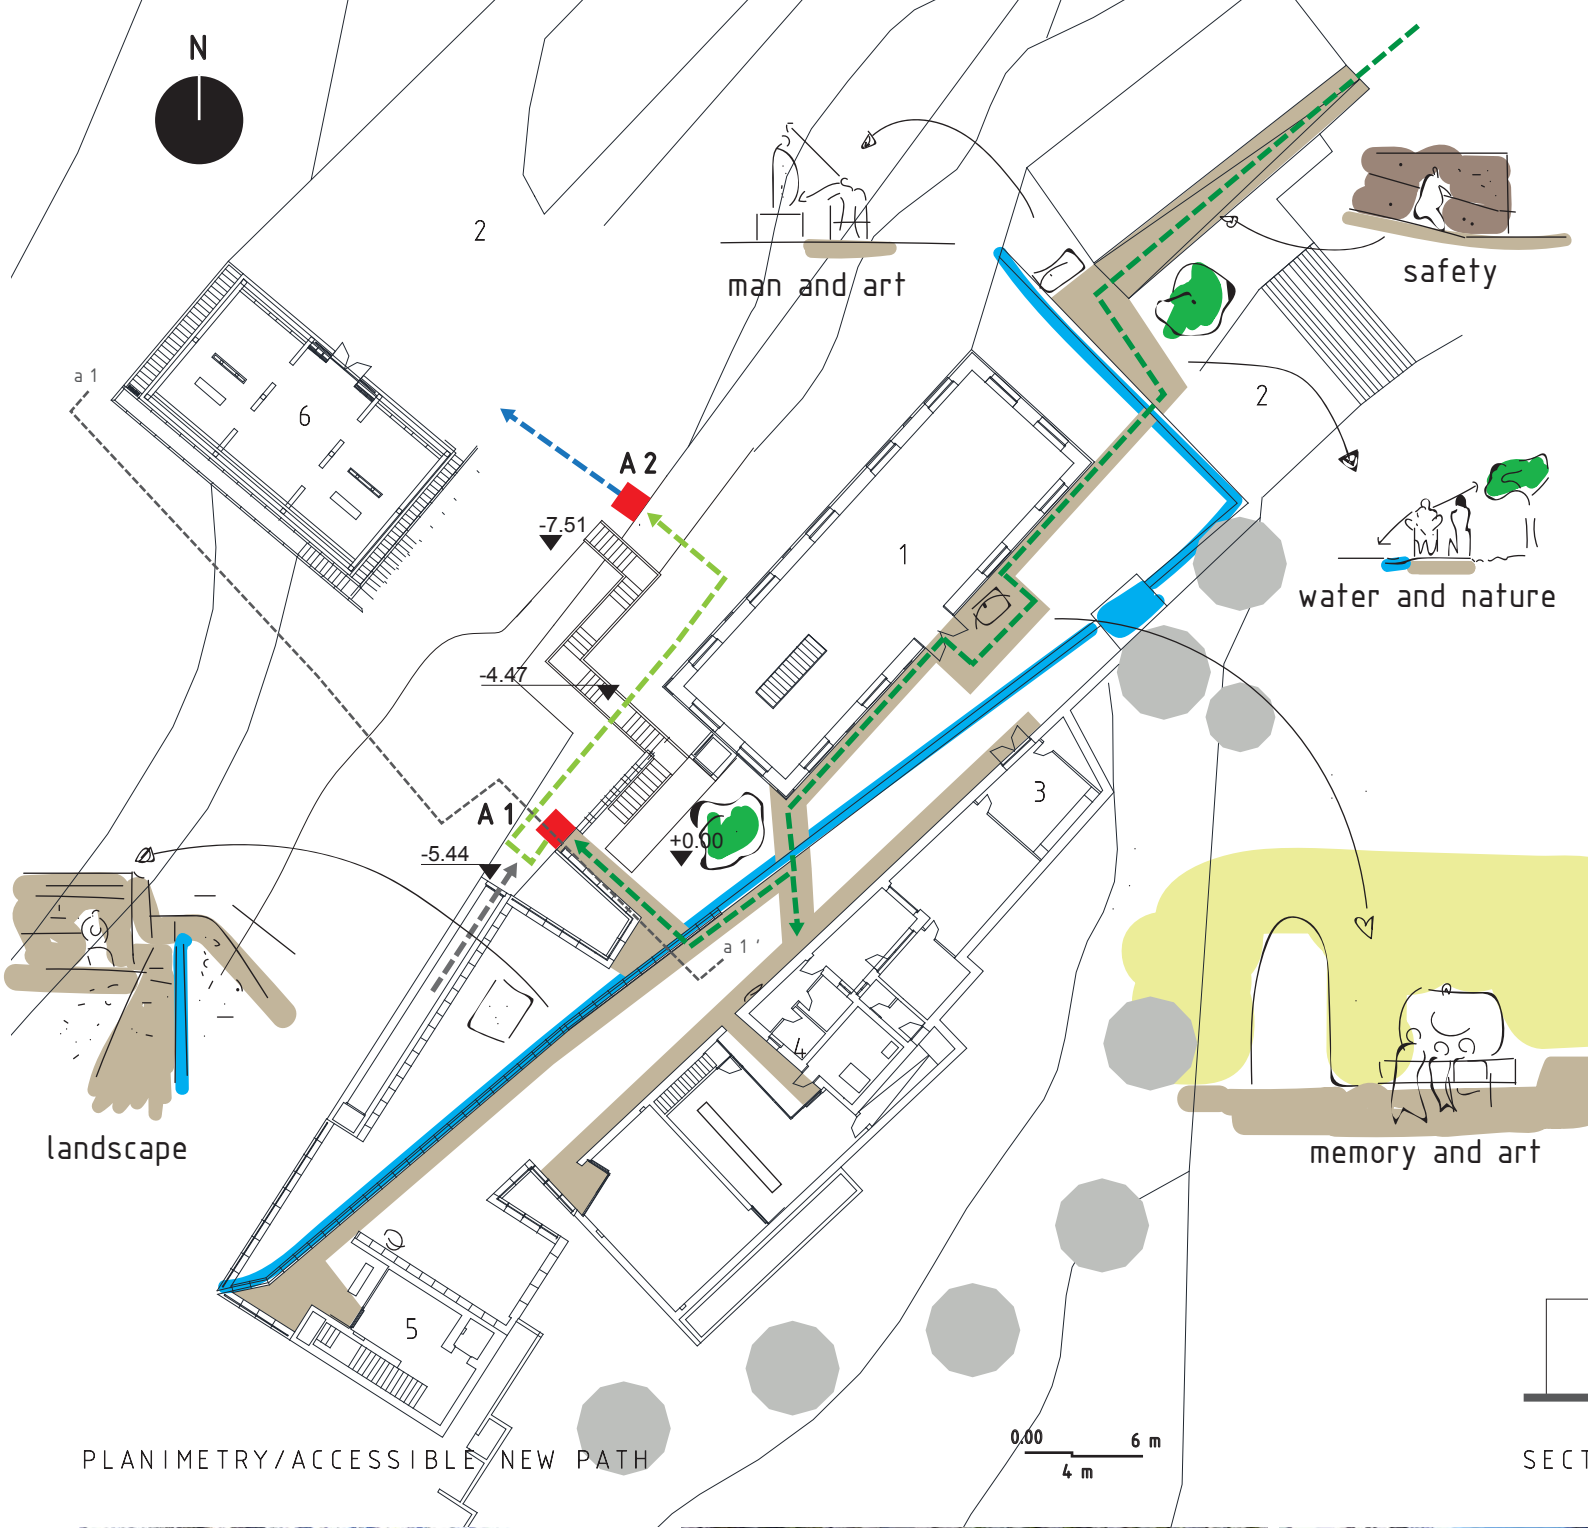 N
2
man and art
safety
a 1
6
A 2
2
-7.51
1
water and nature
-4.47
3
A 1
+0.00
-5.44
a 1 '
4
landscape
memory and art
5
0.00
6 m
4 m
PLANIMETRY/ACCESSIBLE NEW PATH
SECT